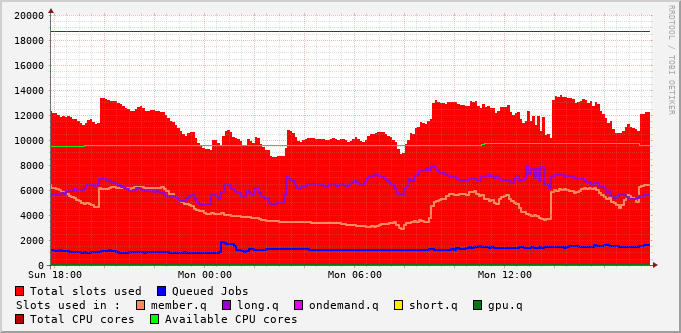 RRDTOOL / TOBI OETIKER
20000
18000
16000
14000
12000
10000
8000
6000
4000
2000
0
Sun 18:00 Mon 00:00 Mon 06:00 Mon 12:00
Total slots used Queued Jobs
Slots used in : member.q long.q ondemand.q short.q gpu.q
Total CPU cores Available CPU cores